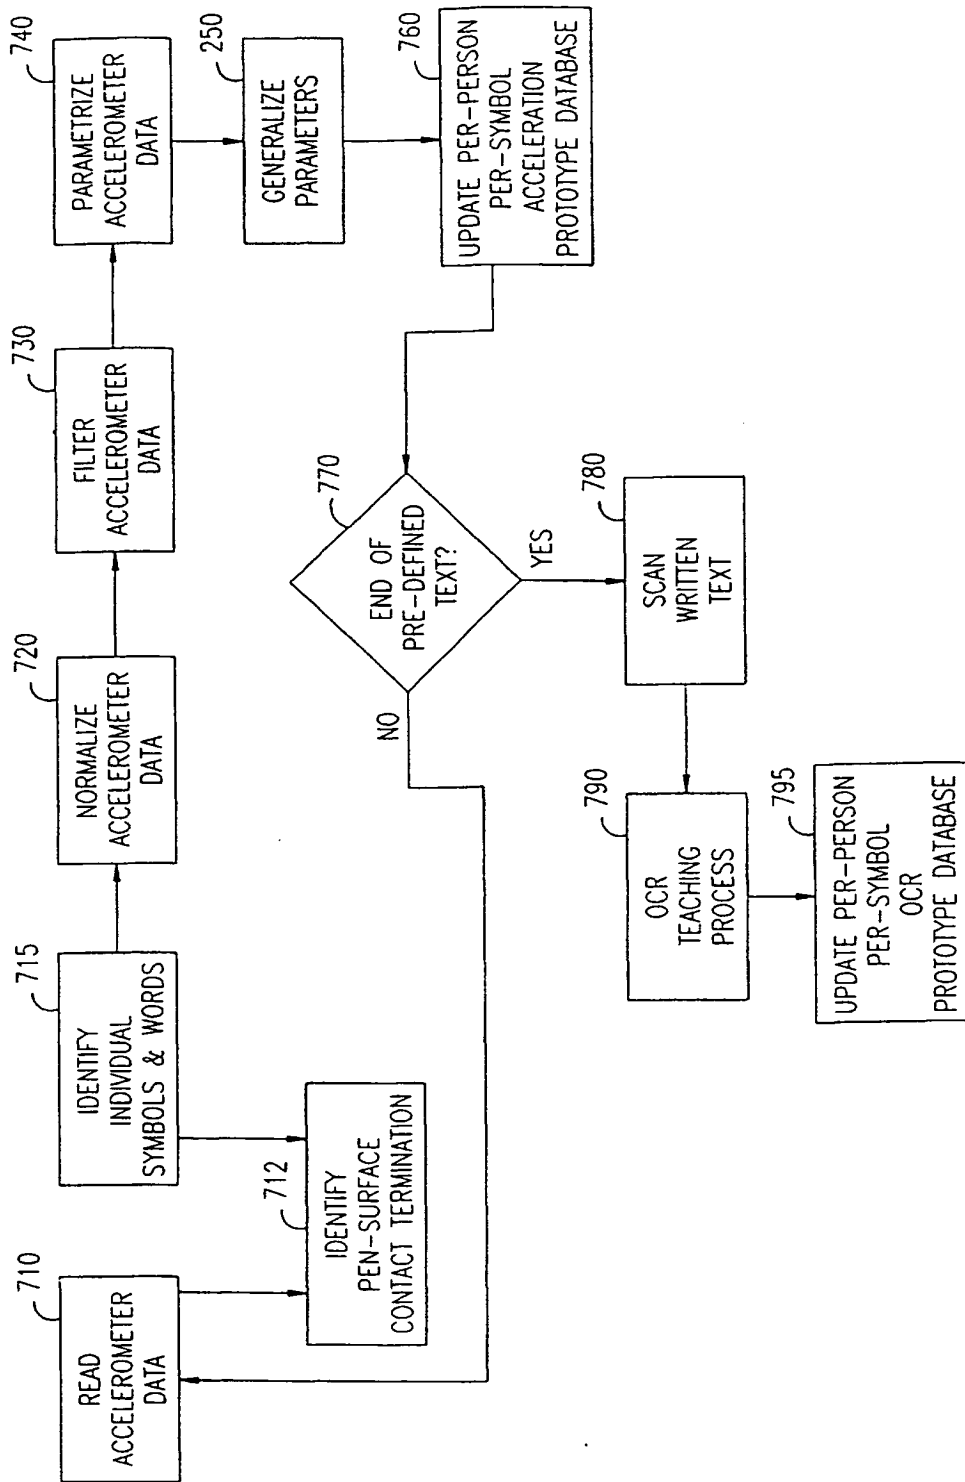 710
READ
ACCELEROMETER
DATA
712
IDENTIFY
PEN-SURFACE
CONTACT TERMINATION
715
IDENTIFY
INDIVIDUAL
SYMBOLS & WORDS
720
NORMALIZE
ACCELEROMETER
DATA
730
FILTER
ACCELEROMETER
DATA
740
PARAMETRIZE
ACCELEROMETER
DATA
250
GENERALIZE
PARAMETERS
760
UPDATE PER-PERSON
PER-SYMBOL
ACCELERATION
PROTOTYPE DATABASE
770
END OF
PRE-DEFINED
TEXT?
NO
YES
780
SCAN
WRITTEN
TEXT
790
OCR
TEACHING
PROCESS
795
UPDATE PER-PERSON
PER-SYMBOL
OCR
PROTOTYPE DATABASE